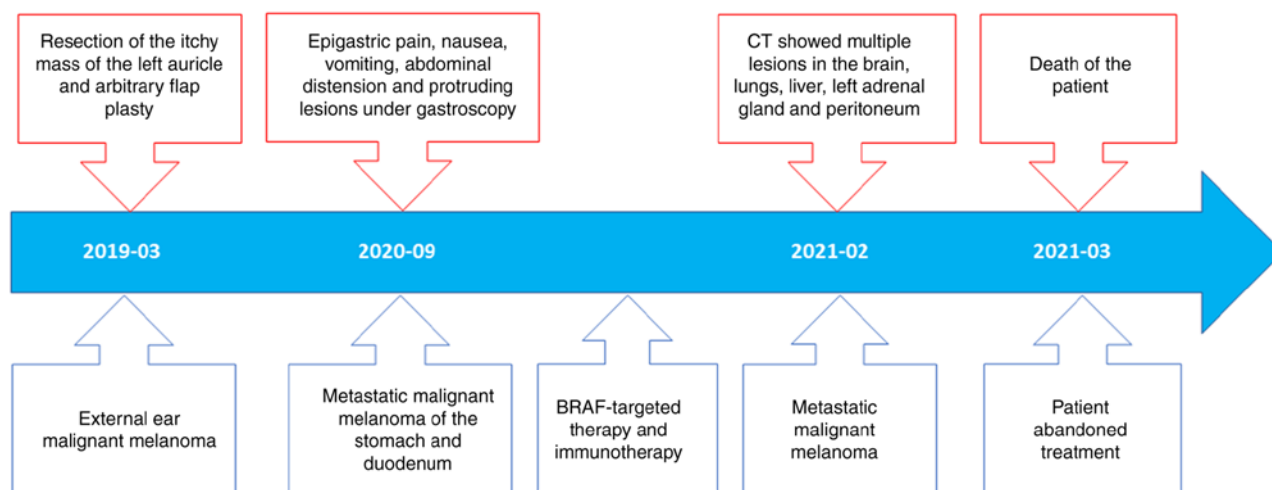 Resection of the itchy
mass of the left auricle
and arbitrary flap
plasty
Epigastric pain, nausea,
vomiting, abdominal
distension and protruding
lesions under gastroscopy
CT showed multiple
lesions in the brain,
lungs, liver, left adrenal
gland and peritoneum
Death of the
patient
2019-03
2020-09
2021-02
2021-03
External ear
malignant melanoma
Metastatic malignant
melanoma of the
stomach and
duodenum
BRAF-targeted
therapy and
immunotherapy
Metastatic
malignant
melanoma
Patient
abandoned
treatment